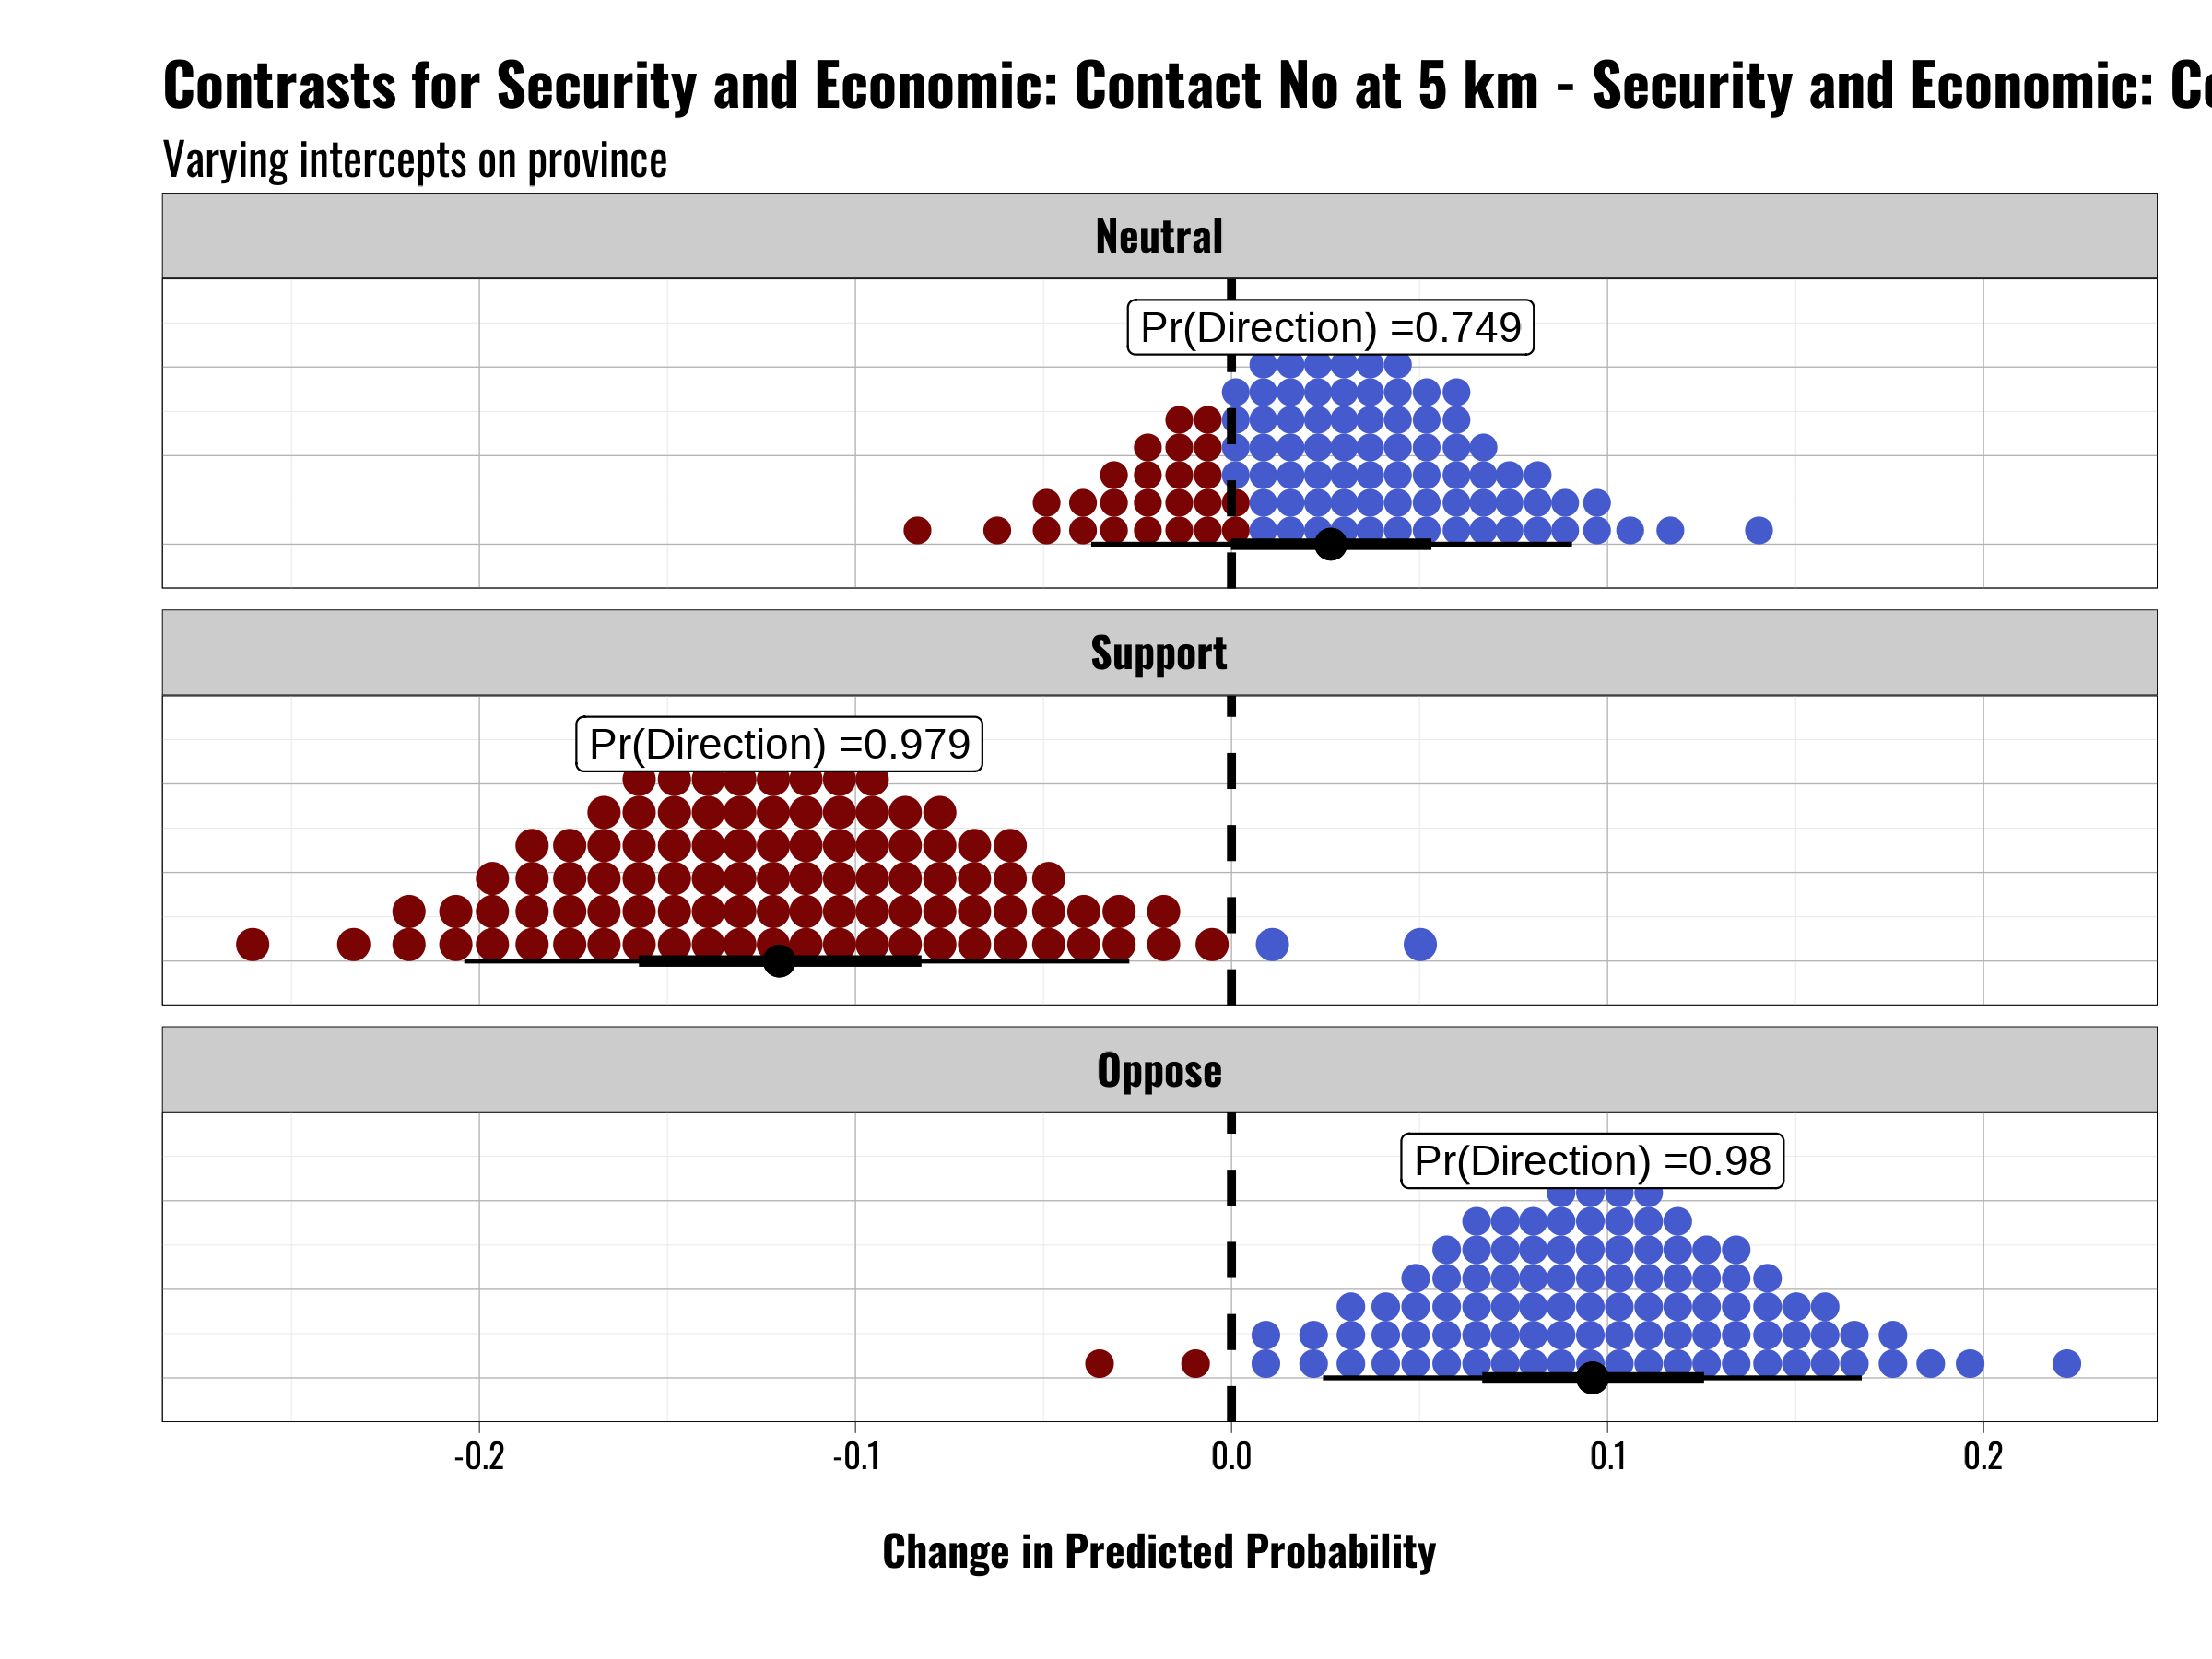 Contrasts for Security and Economic: Contact No at 5 km - Security and Economic:
Varying intercepts on province
Neutral
Pr(Direction) =0.749
Support
Pr(Direction) =0.979
Oppose
Pr(Direction) =0.98
-0.2 -0.1 0.0 0.1 0.2
Change in Predicted Probability